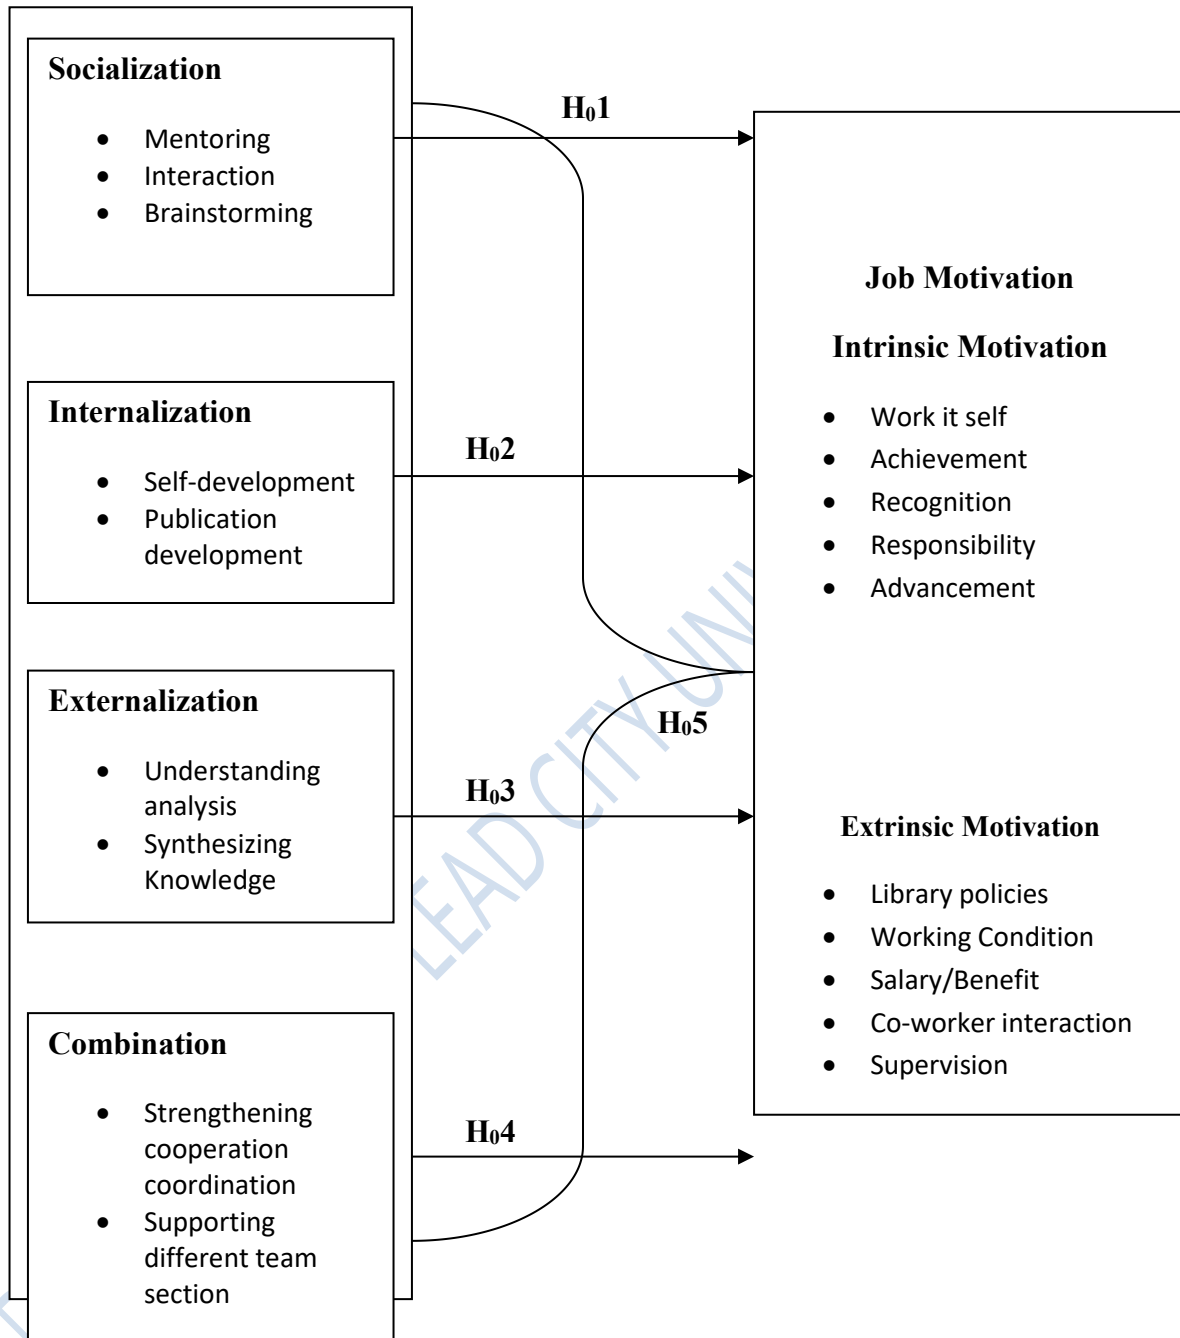 Socialization
• Mentoring
• Interaction
• Brainstorming
Internalization
• Self-development
• Publication
development
Externalization
• Understanding
analysis
• Synthesizing
Knowledge
Combination
• Strengthening
cooperation
coordination
• Supporting
different team
section
H₀1
H₀2
H₀5
H₀3
H₀4
Job Motivation
Intrinsic Motivation
• Work it self
• Achievement
• Recognition
• Responsibility
• Advancement
Extrinsic Motivation
• Library policies
• Working Condition
• Salary/Benefit
• Co-worker interaction
• Supervision
LEAD CITY